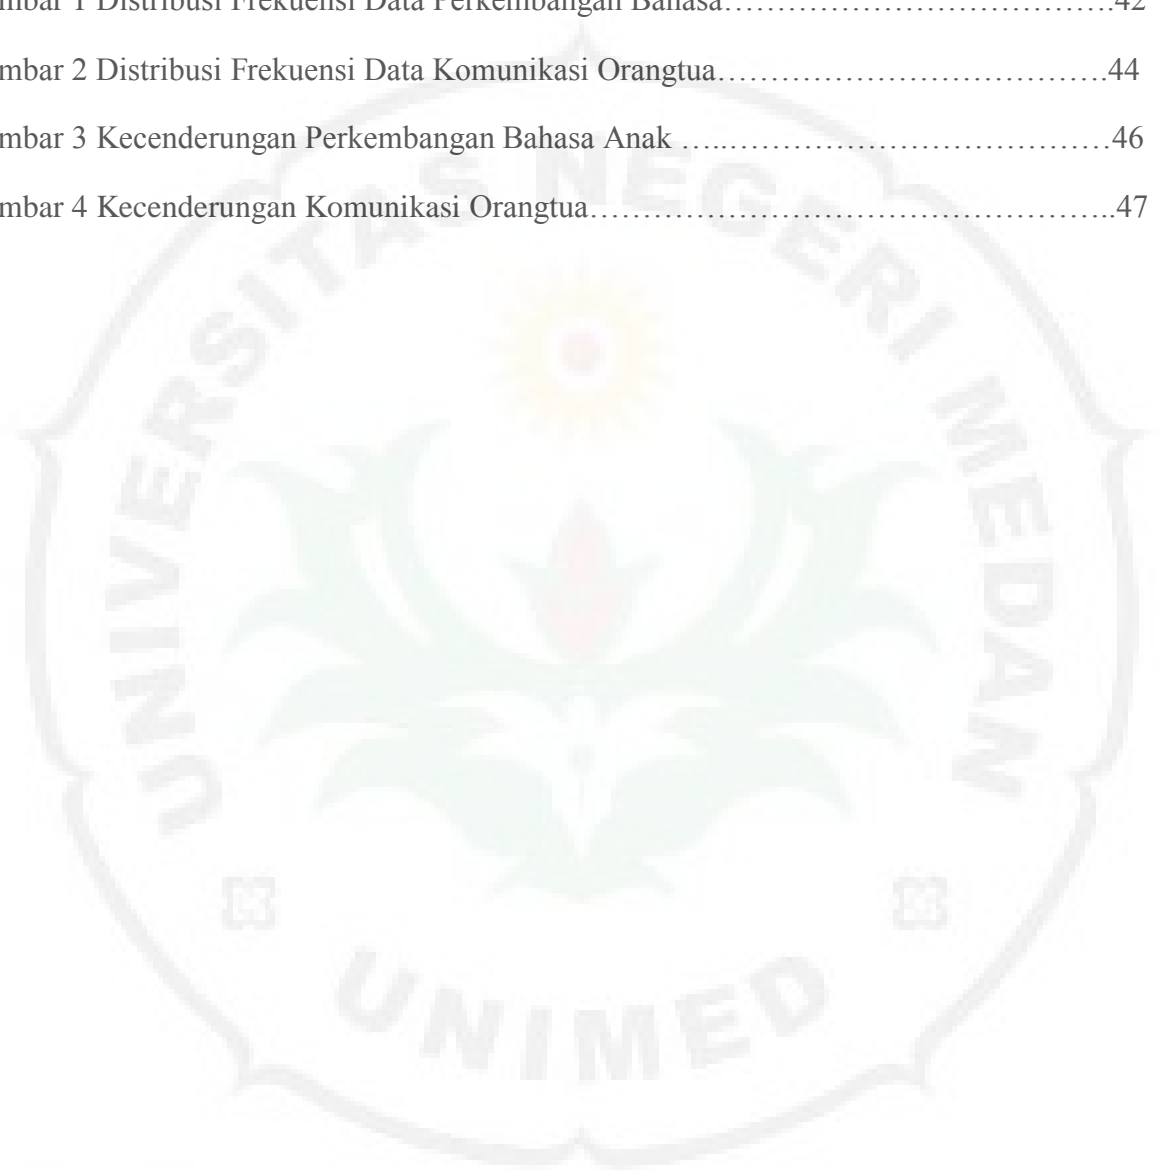 mbar 1 Distribusi Frekuensi Data Perkembangan Bahasa……………………………….42
mbar 2 Distribusi Frekuensi Data Komunikasi Orangtua……………………………….44
mbar 3 Kecenderungan Perkembangan Bahasa Anak …..………………………………46
mbar 4 Kecenderungan Komunikasi Orangtua…………………………………………..47
UNIVERSITAS NEGERI MEDAN
UNIMED